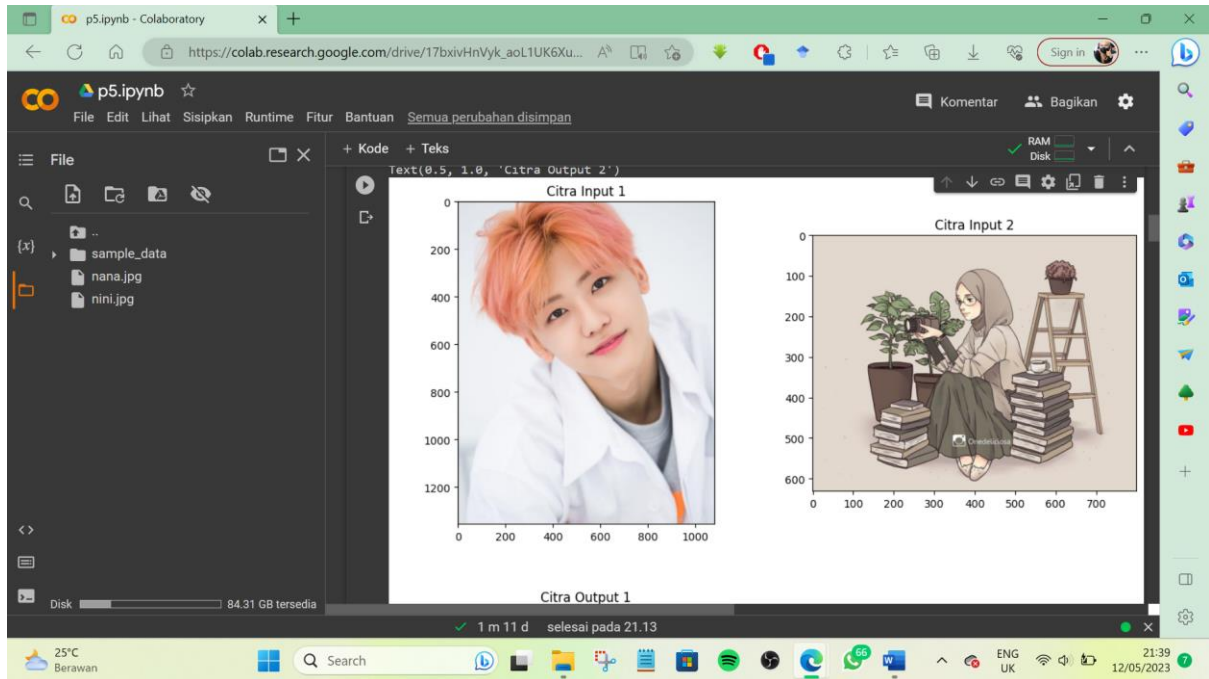 p5.ipynb - Colaboratory
https://colab.research.google.com/drive/17bxivHnVyk_aoL1UK6Xu...
Sign in
p5.ipynb
File Edit Lihat Sisipkan Runtime Fitur Bantuan Semua perubahan disimpan
Komentar Bagikan
File
+ Kode + Teks
RAM
Disk
..
sample_data
nana.jpg
nini.jpg
{x}
Text(0.5, 1.0, 'Citra Output 2')
Citra Input 1
0
200
400
600
800
1000
1200
0 200 400 600 800 1000
Citra Input 2
0
100
200
300
400
500
600
0 100 200 300 400 500 600 700
Citra Output 1
Disk 84.31 GB tersedia
1 m 11 d selesai pada 21.13
25°C
Berawan
Search
66
ENG
UK
21:39
12/05/2023
7